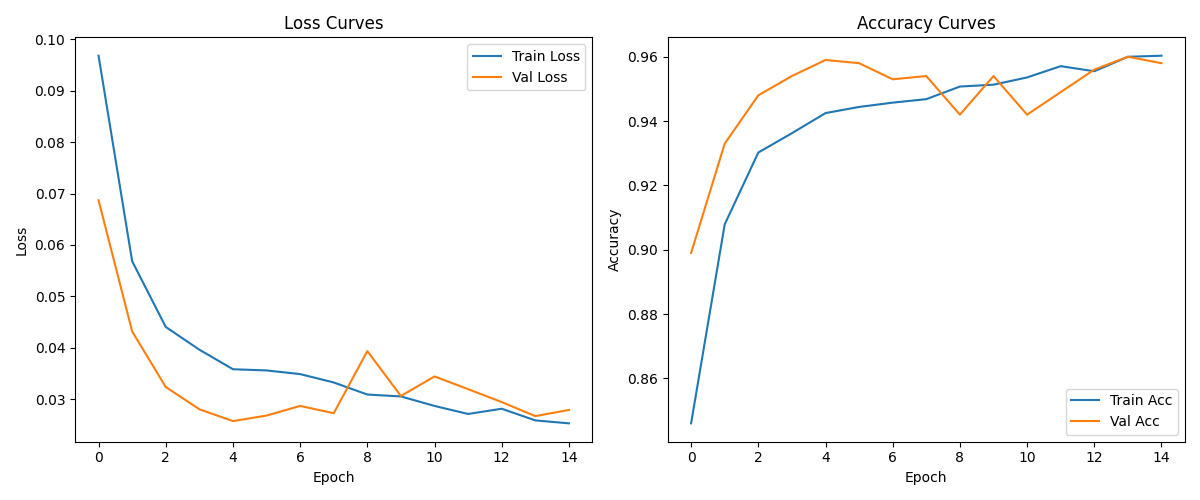 Loss Curves
0.10
0.09
0.08
0.07
0.06
0.05
0.04
0.03
Loss
0 2 4 6 8 10 12 14
Epoch
Train Loss
Val Loss
Accuracy Curves
0.96
0.94
0.92
0.90
0.88
0.86
Accuracy
0 2 4 6 8 10 12 14
Epoch
Train Acc
Val Acc